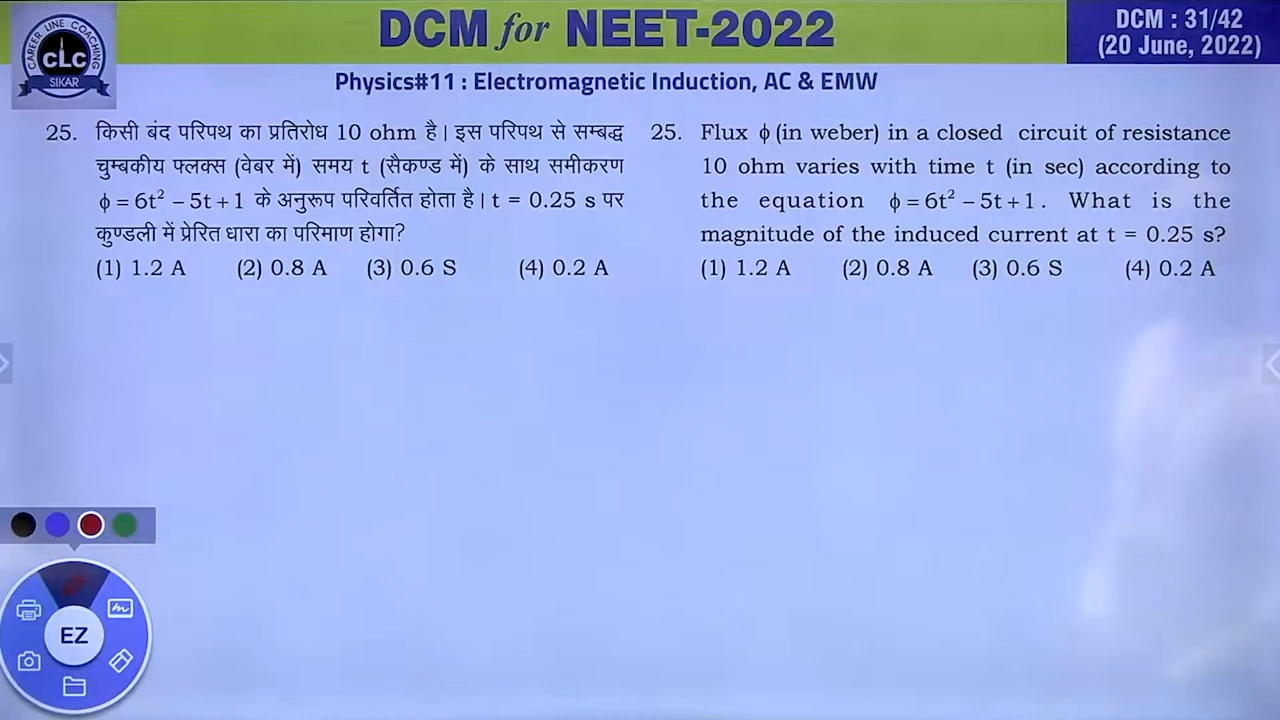 DCM for NEET-2022
DCM : 31/42
(20 June, 2022)
CAREER LINE COACHING
CLC
SIKAR
Physics#11 : Electromagnetic Induction, AC & EMW
25. किसी बंद परिपथ का प्रतिरोध 10 ohm है। इस परिपथ से सम्बद्ध
चुम्बकीय फ्लक्स (वेबर में) समय t (सैकण्ड में) के साथ समीकरण
ϕ = 6t² – 5t + 1 के अनुरूप परिवर्तित होता है। t = 0.25 s पर
कुण्डली में प्रेरित धारा का परिमाण होगा?
(1) 1.2 A (2) 0.8 A (3) 0.6 S (4) 0.2 A
25. Flux ϕ (in weber) in a closed circuit of resistance
10 ohm varies with time t (in sec) according to
the equation ϕ = 6t² – 5t + 1. What is the
magnitude of the induced current at t = 0.25 s?
(1) 1.2 A (2) 0.8 A (3) 0.6 S (4) 0.2 A
EZ